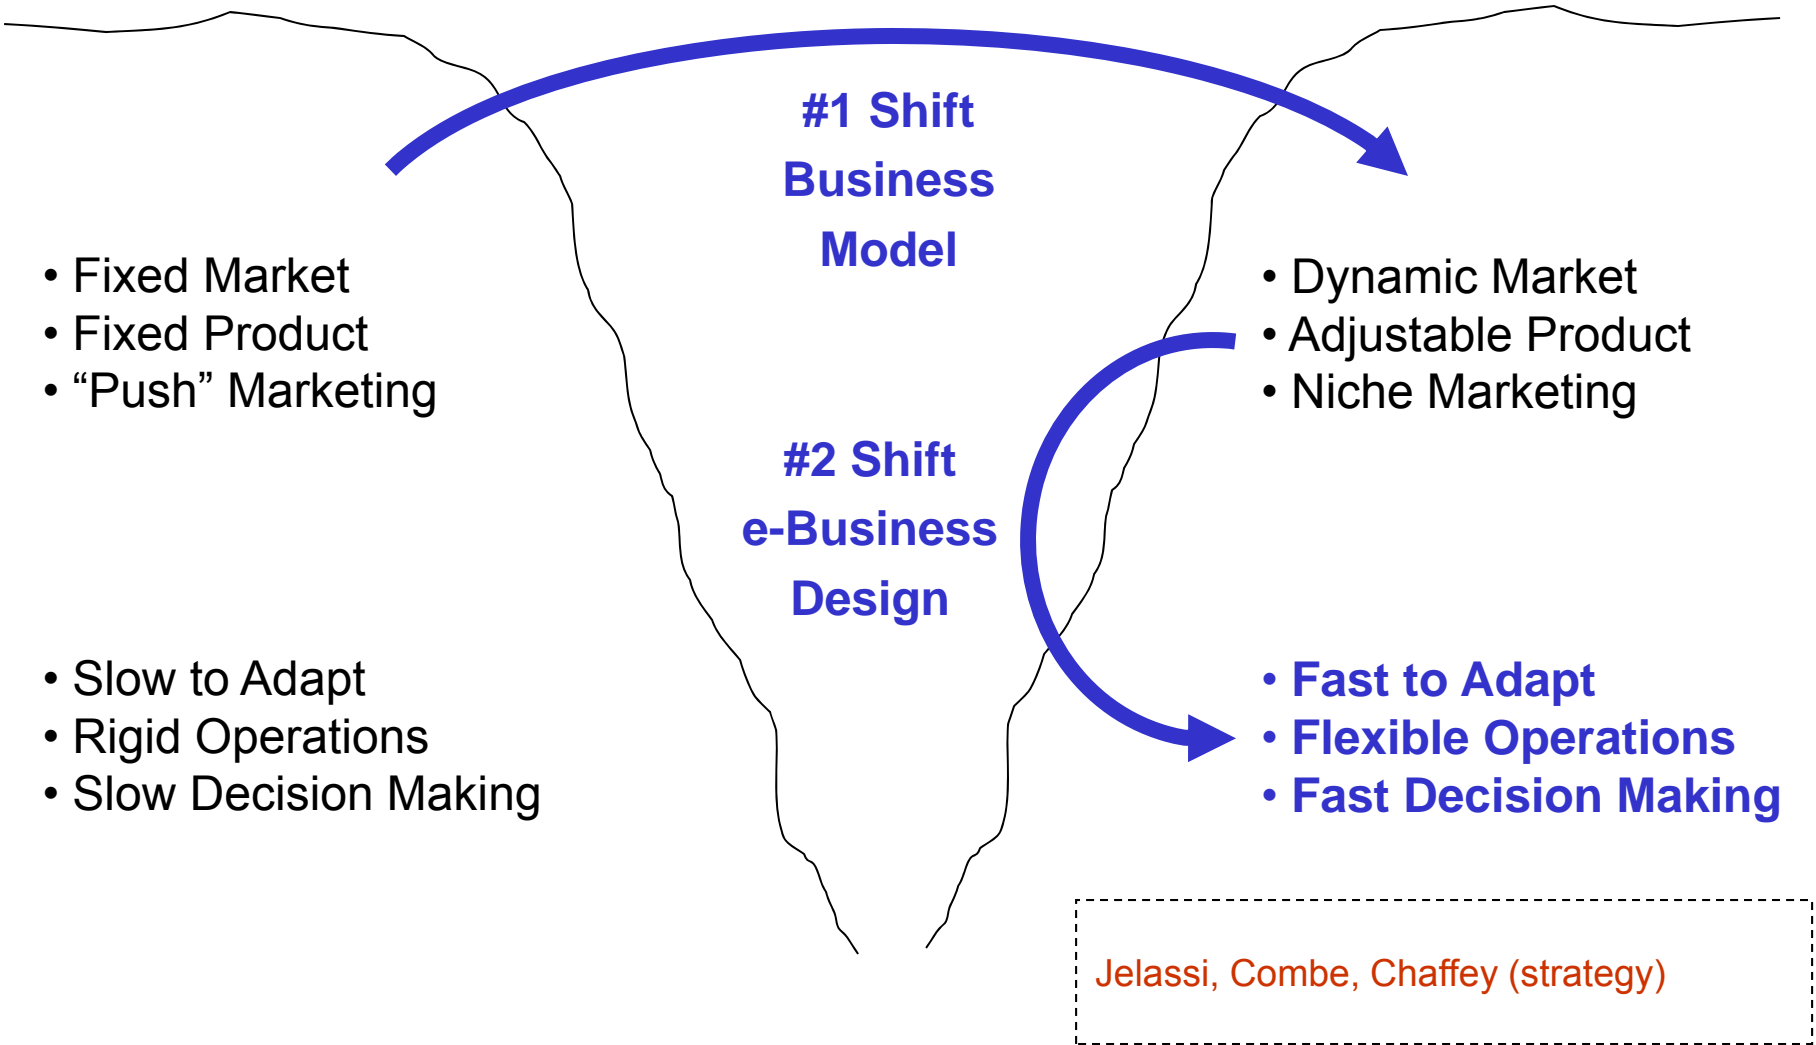 #1 Shift
Business
Model
• Fixed Market
• Fixed Product
• “Push” Marketing
• Dynamic Market
• Adjustable Product
• Niche Marketing
#2 Shift
e-Business
Design
• Slow to Adapt
• Rigid Operations
• Slow Decision Making
• Fast to Adapt
• Flexible Operations
• Fast Decision Making
Jelassi, Combe, Chaffey (strategy)